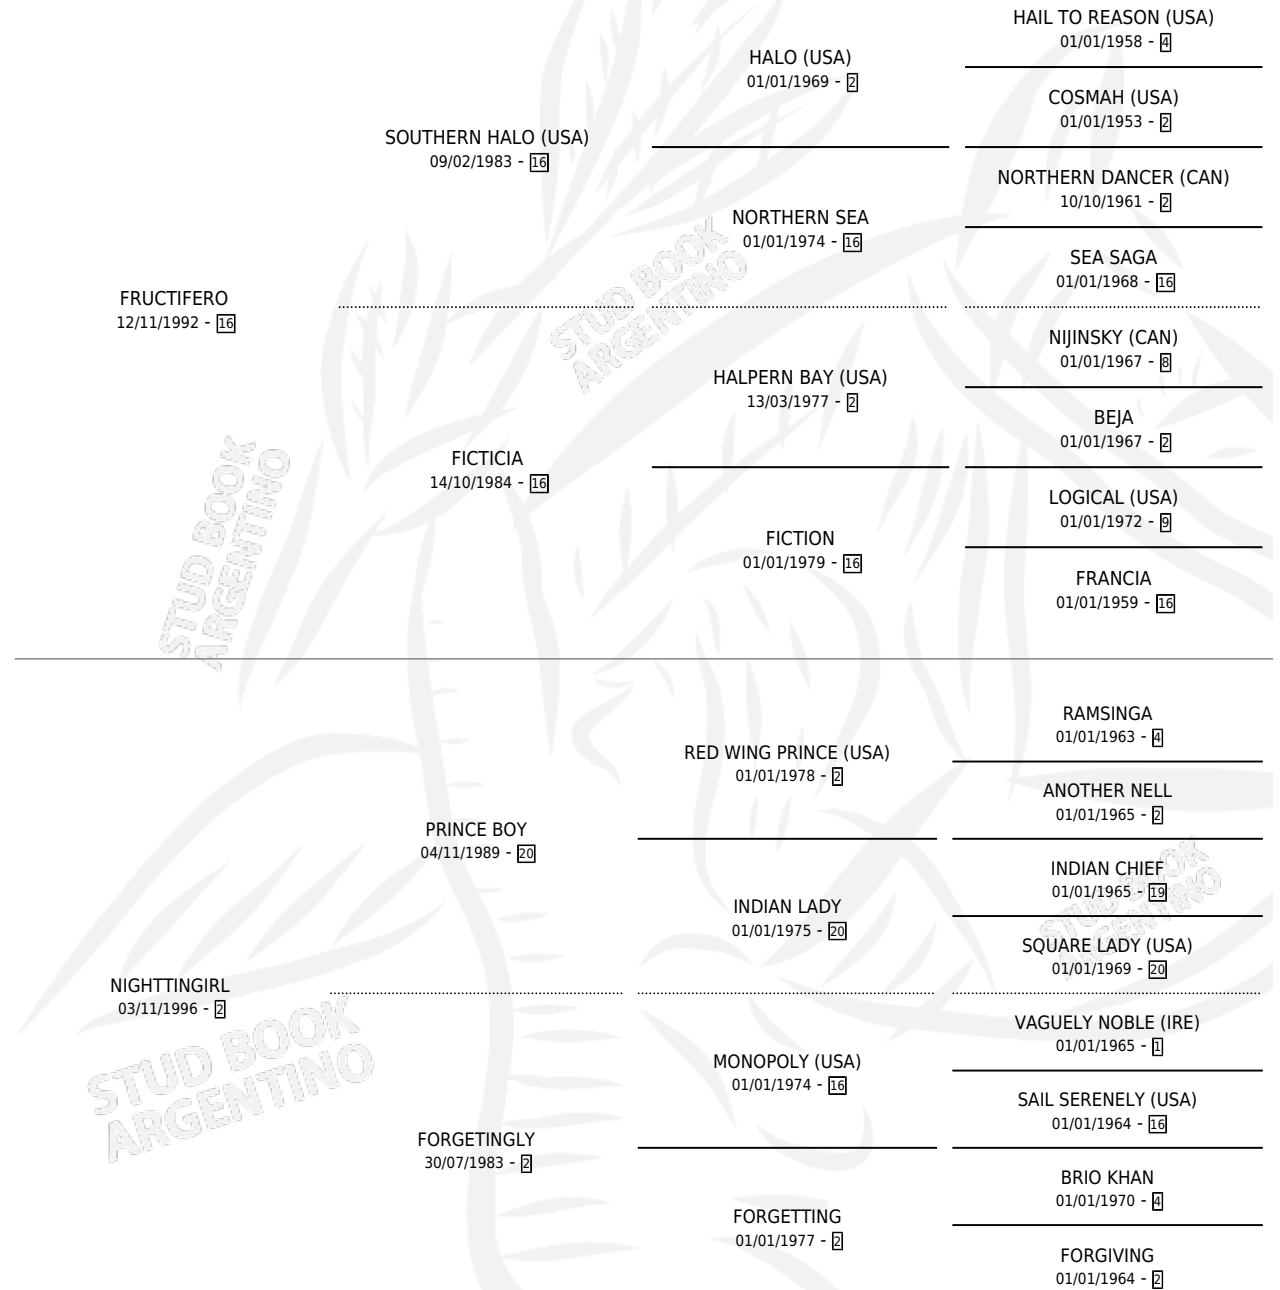 HAIL TO REASON (USA)
01/01/1958 - 4
HALO (USA)
01/01/1969 - 2
COSMAH (USA)
01/01/1953 - 2
SOUTHERN HALO (USA)
09/02/1983 - 16
NORTHERN DANCER (CAN)
10/10/1961 - 2
NORTHERN SEA
01/01/1974 - 16
SEA SAGA
01/01/1968 - 16
FRUCTIFERO
12/11/1992 - 16
STUD BOOK
ARGENTINO
NIJINSKY (CAN)
01/01/1967 - 8
HALPERN BAY (USA)
13/03/1977 - 2
BEJA
01/01/1967 - 2
FICTICIA
14/10/1984 - 16
LOGICAL (USA)
01/01/1972 - 9
FICTION
01/01/1979 - 16
FRANCIA
01/01/1959 - 16
STUD BOOK
ARGENTINO
RAMSINGA
01/01/1963 - 4
RED WING PRINCE (USA)
01/01/1978 - 2
ANOTHER NELL
01/01/1965 - 2
PRINCE BOY
04/11/1989 - 20
INDIAN CHIEF
01/01/1965 - 19
INDIAN LADY
01/01/1975 - 20
STUD BOOK
ARGENTINO
SQUARE LADY (USA)
01/01/1969 - 20
NIGHTTINGIRL
03/11/1996 - 2
STUD BOOK
ARGENTINO
VAGUELY NOBLE (IRE)
01/01/1965 - 1
MONOPOLY (USA)
01/01/1974 - 16
SAIL SERENELY (USA)
01/01/1964 - 16
FORGETINGLY
30/07/1983 - 2
BRIO KHAN
01/01/1970 - 4
FORGETTING
01/01/1977 - 2
FORGIVING
01/01/1964 - 2